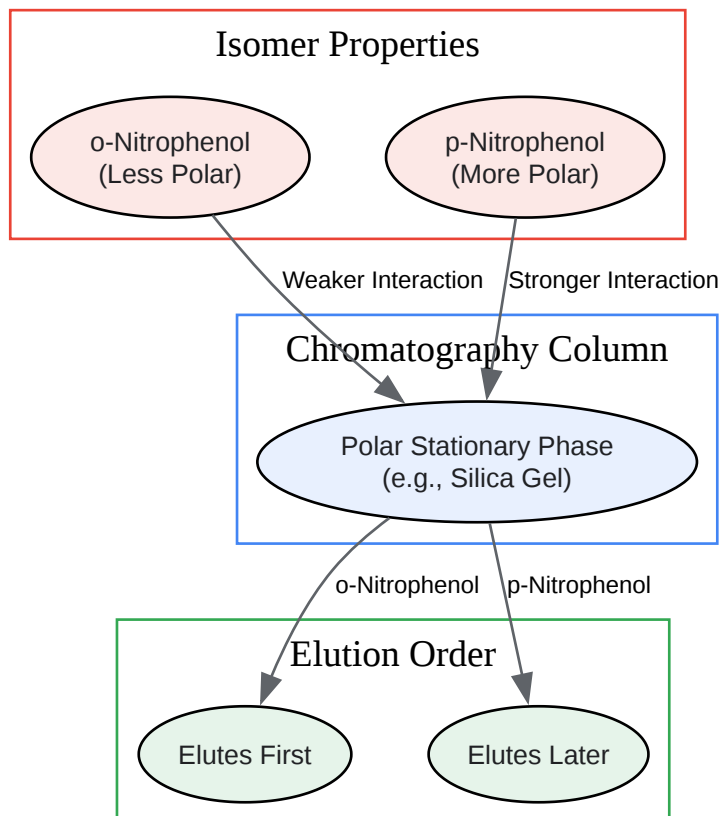 Isomer Properties
o-Nitrophenol
(Less Polar)
p-Nitrophenol
(More Polar)
Weaker Interaction
Stronger Interaction
Chromatography Column
Polar Stationary Phase
(e.g., Silica Gel)
o-Nitrophenol
p-Nitrophenol
Elution Order
Elutes First
Elutes Later